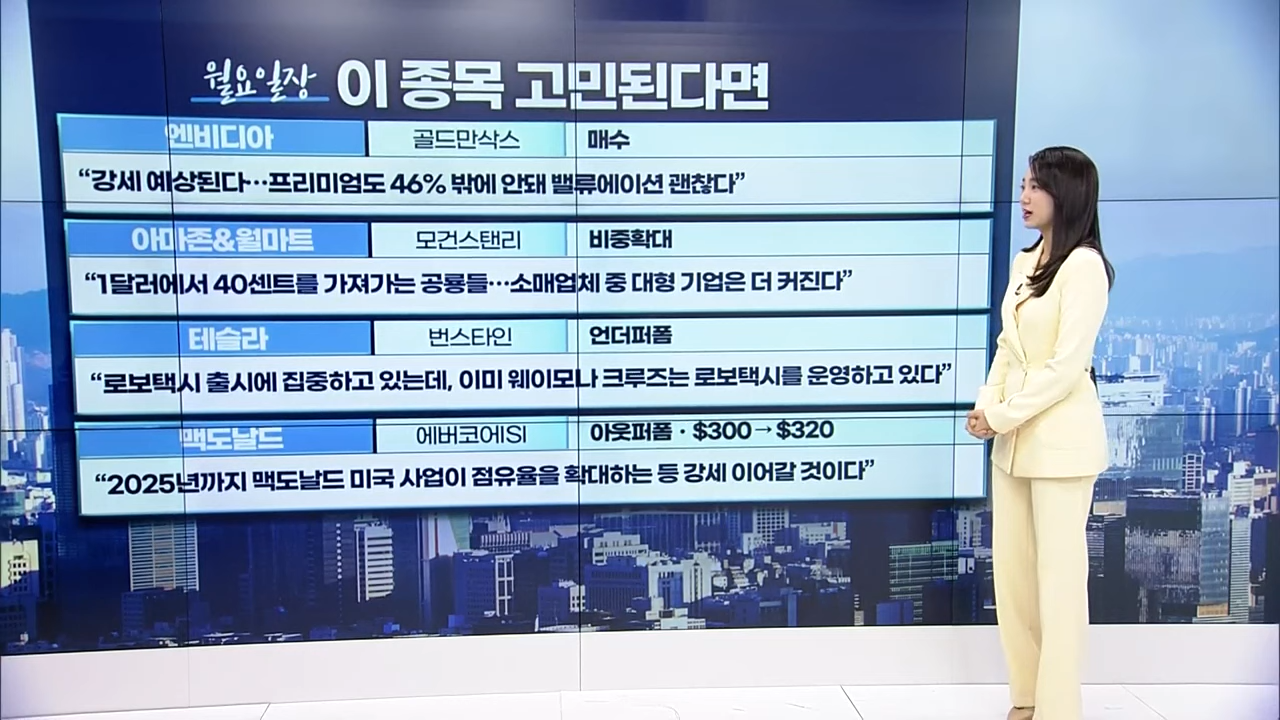 월요일장 이 종목 고민된다면
엔비디아 골드만삭스 매수
“강세 예상된다…프리미엄도 46% 밖에 안돼 밸류에이션 괜찮다”
아마존&월마트 모건스탠리 비중확대
“1달러에서 40센트를 가져가는 공룡들…소매업체 중 대형 기업은 더 커진다”
테슬라 번스타인 언더퍼폼
“로보택시 출시에 집중하고 있는데, 이미 웨이모나 크루즈는 로보택시를 운영하고 있다”
맥도날드 에버코에SI 아웃퍼폼 · $300→$320
“2025년까지 맥도날드 미국 사업이 점유율을 확대하는 등 강세 이어갈 것이다”